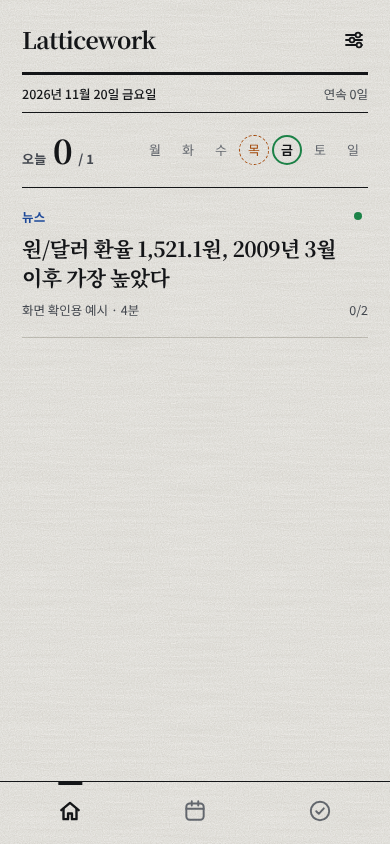 Latticework
2026년 11월 20일 금요일 연속 0일
오늘 0 / 1 월 화 수 목 금 토 일
뉴스
원/달러 환율 1,521.1원, 2009년 3월
이후 가장 높았다
화면 확인용 예시 · 4분 0/2